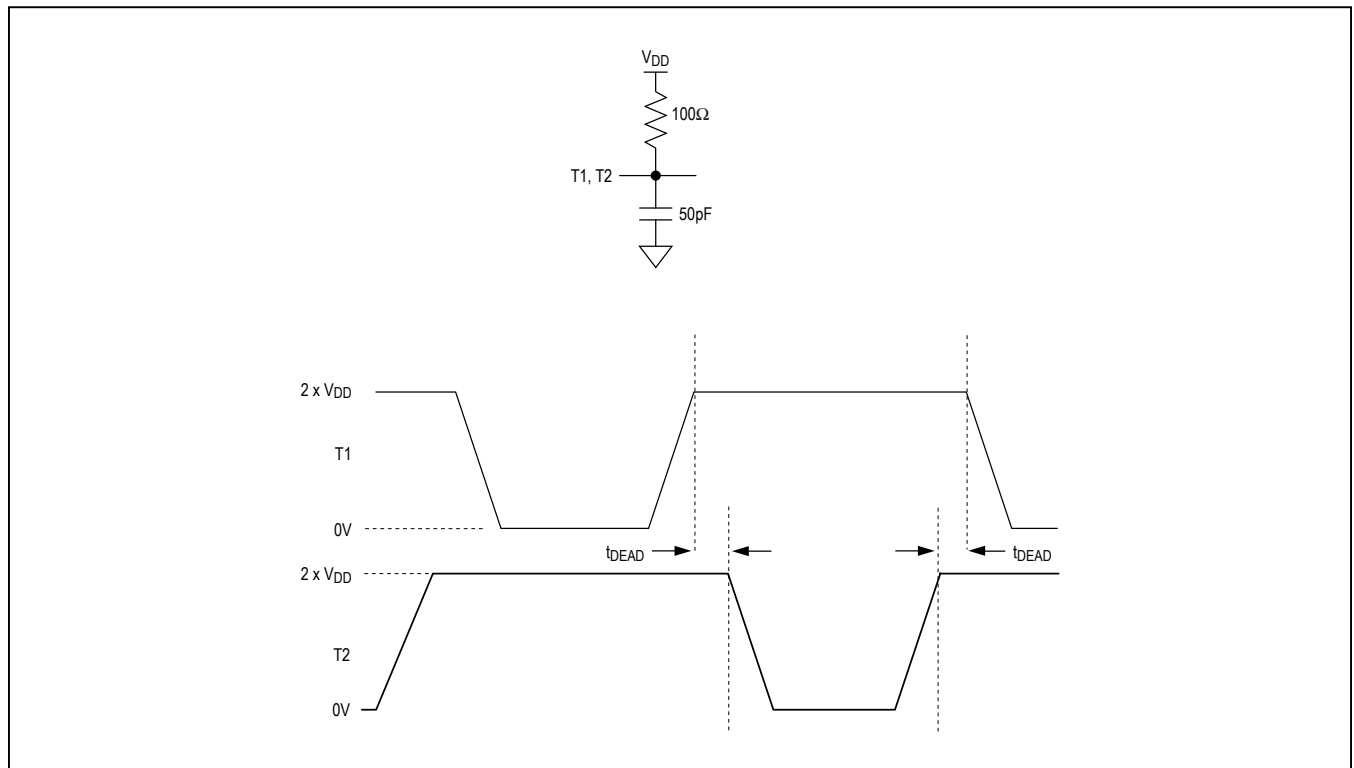 VDD
100Ω
T1, T2
50pF
2 x VDD
T1
0V
tDEAD
tDEAD
2 x VDD
T2
0V